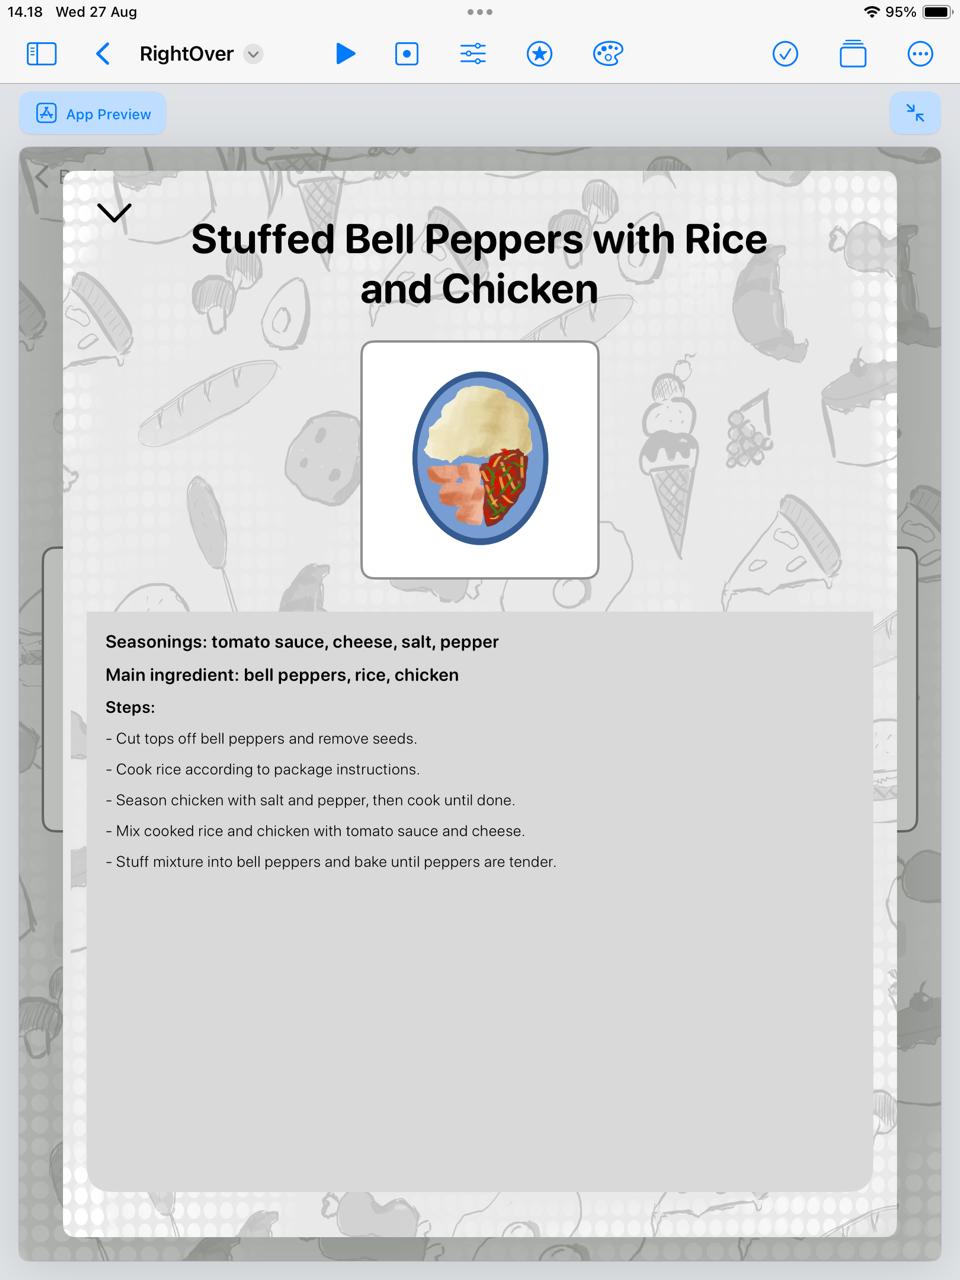 14.18 Wed 27 Aug
95%
RightOver
App Preview
Stuffed Bell Peppers with Rice
and Chicken
Seasonings: tomato sauce, cheese, salt, pepper
Main ingredient: bell peppers, rice, chicken
Steps:
- Cut tops off bell peppers and remove seeds.
- Cook rice according to package instructions.
- Season chicken with salt and pepper, then cook until done.
- Mix cooked rice and chicken with tomato sauce and cheese.
- Stuff mixture into bell peppers and bake until peppers are tender.